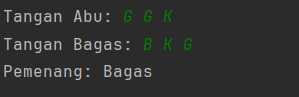 Tangan Abu: G G K
Tangan Bagas: B K G
Pemenang: Bagas